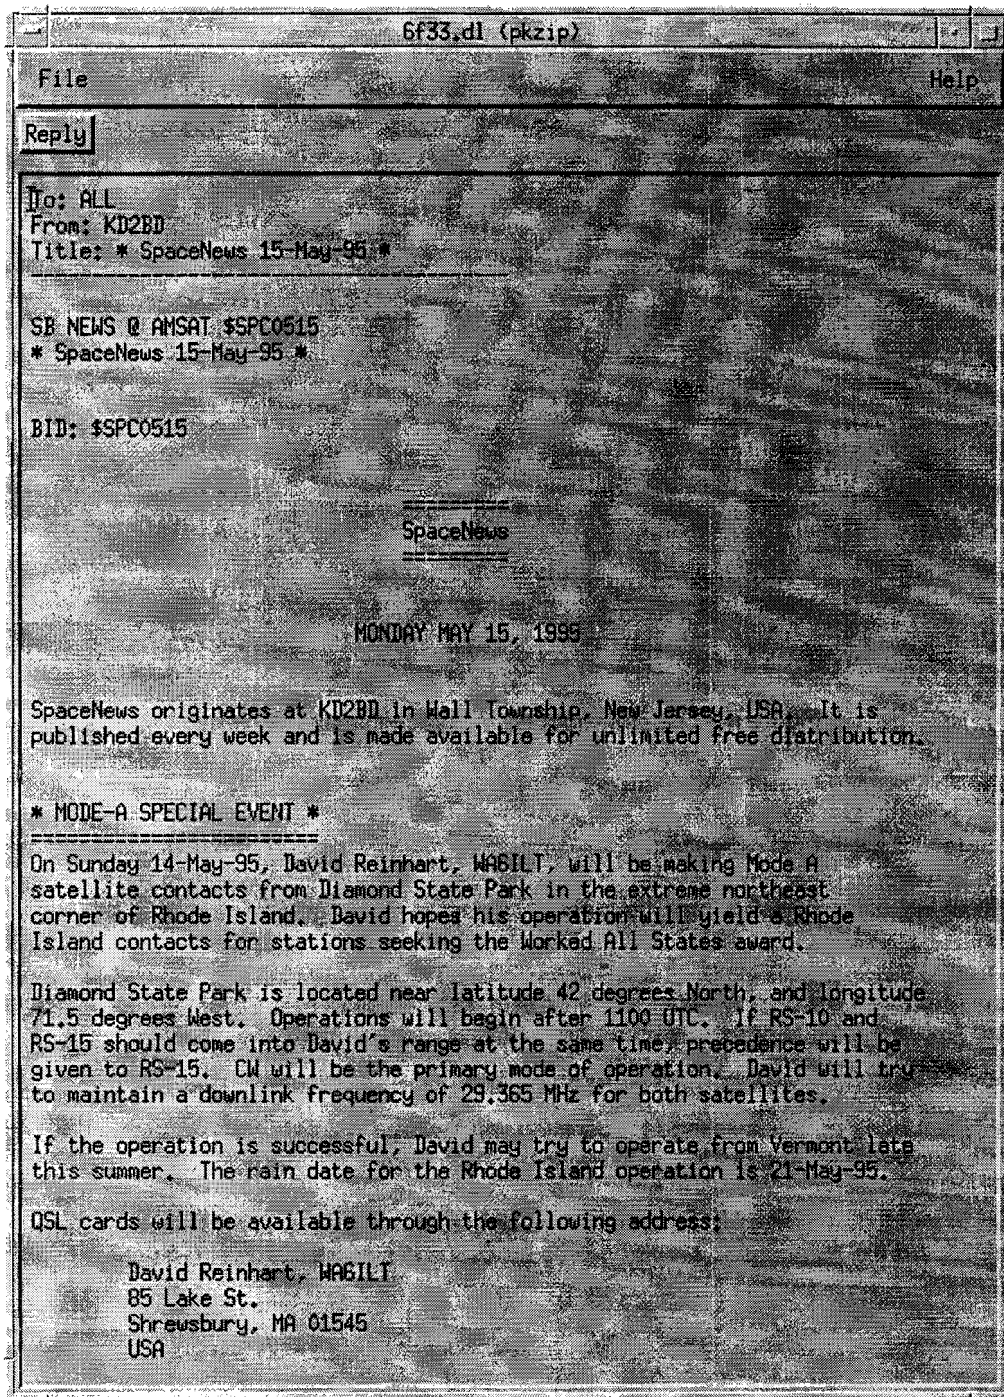 6f33.dl (pkzip)
File Help
Reply
To: ALL
From: KD2BD
Title: * SpaceNews 15-May-95 *
----------------------------------------
SB NEWS @ AMSAT $SPC0515
* SpaceNews 15-May-95 *
BID: $SPC0515
=========
SpaceNews
=========
MONDAY MAY 15, 1995
SpaceNews originates at KD2BD in Wall Township, New Jersey, USA. It is
published every week and is made available for unlimited free distribution.
* MODE-A SPECIAL EVENT *
========================
On Sunday 14-May-95, David Reinhart, WA6ILT, will be making Mode A
satellite contacts from Diamond State Park in the extreme northeast
corner of Rhode Island. David hopes his operation will yield a Rhode
Island contacts for stations seeking the Worked All States award.
Diamond State Park is located near latitude 42 degrees North, and longitude
71.5 degrees West. Operations will begin after 1100 UTC. If RS-10 and
RS-15 should come into David's range at the same time, precedence will be
given to RS-15. CW will be the primary mode of operation. David will try
to maintain a downlink frequency of 29.365 MHz for both satellites.
If the operation is successful, David may try to operate from Vermont late
this summer. The rain date for the Rhode Island operation is 21-May-95.
QSL cards will be available through the following address:
David Reinhart, WA6ILT
85 Lake St.
Shrewsbury, MA 01545
USA